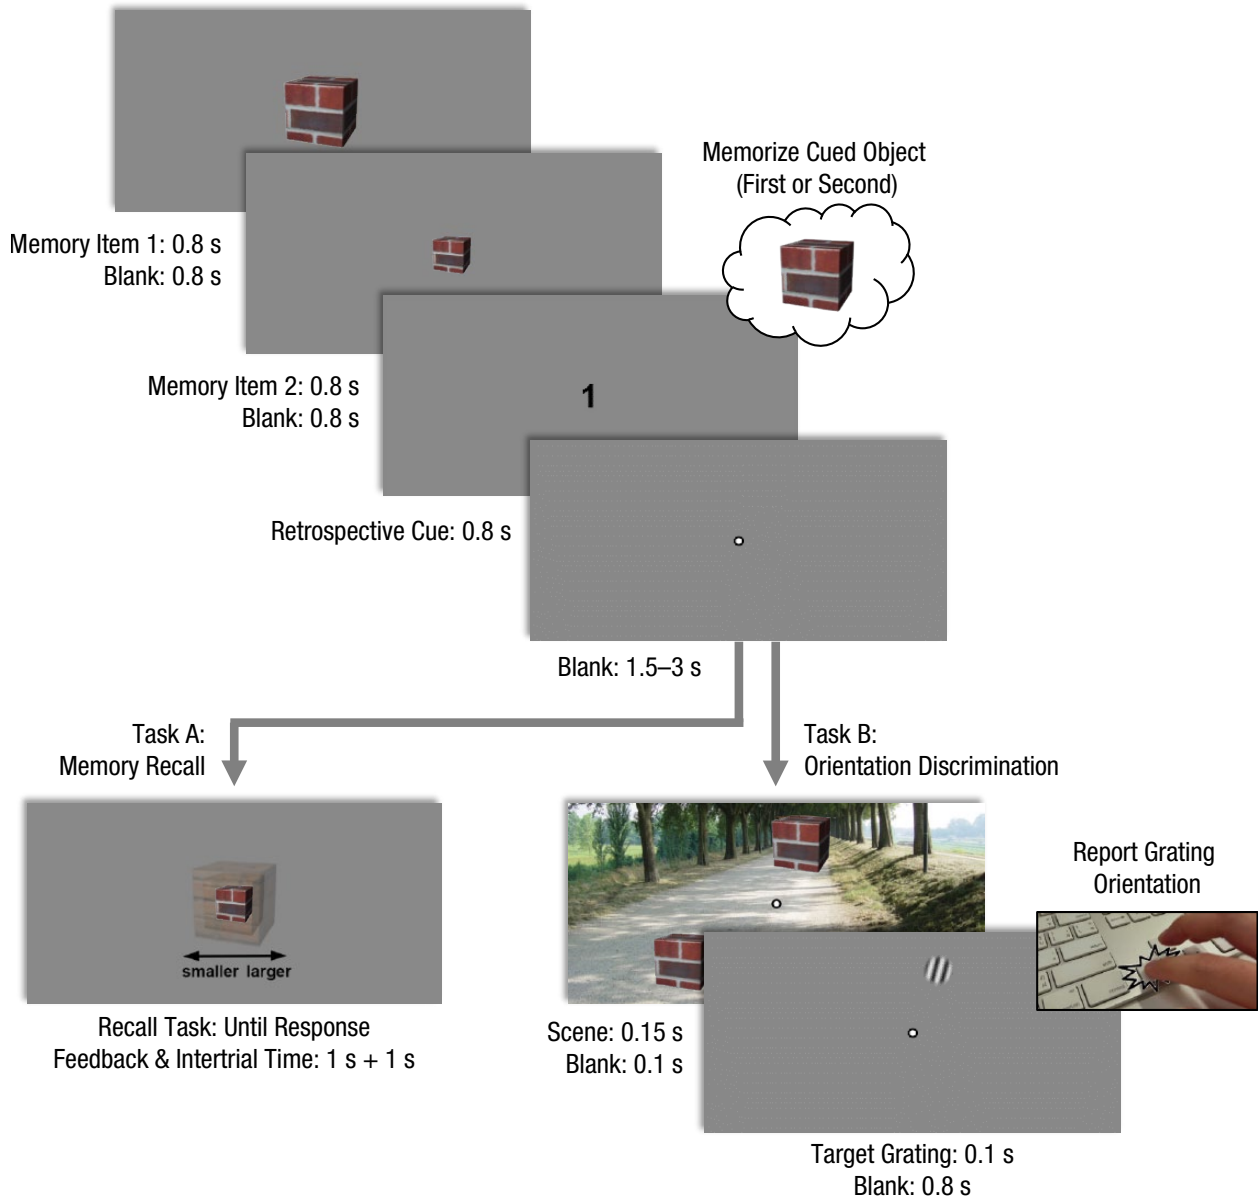 Memorize Cued Object
(First or Second)
Memory Item 1: 0.8 s
Blank: 0.8 s
Memory Item 2: 0.8 s
Blank: 0.8 s
1
Retrospective Cue: 0.8 s
Blank: 1.5–3 s
Task A:
Memory Recall
Task B:
Orientation Discrimination
smaller larger
Recall Task: Until Response
Feedback & Intertrial Time: 1 s + 1 s
Report Grating
Orientation
Scene: 0.15 s
Blank: 0.1 s
Target Grating: 0.1 s
Blank: 0.8 s